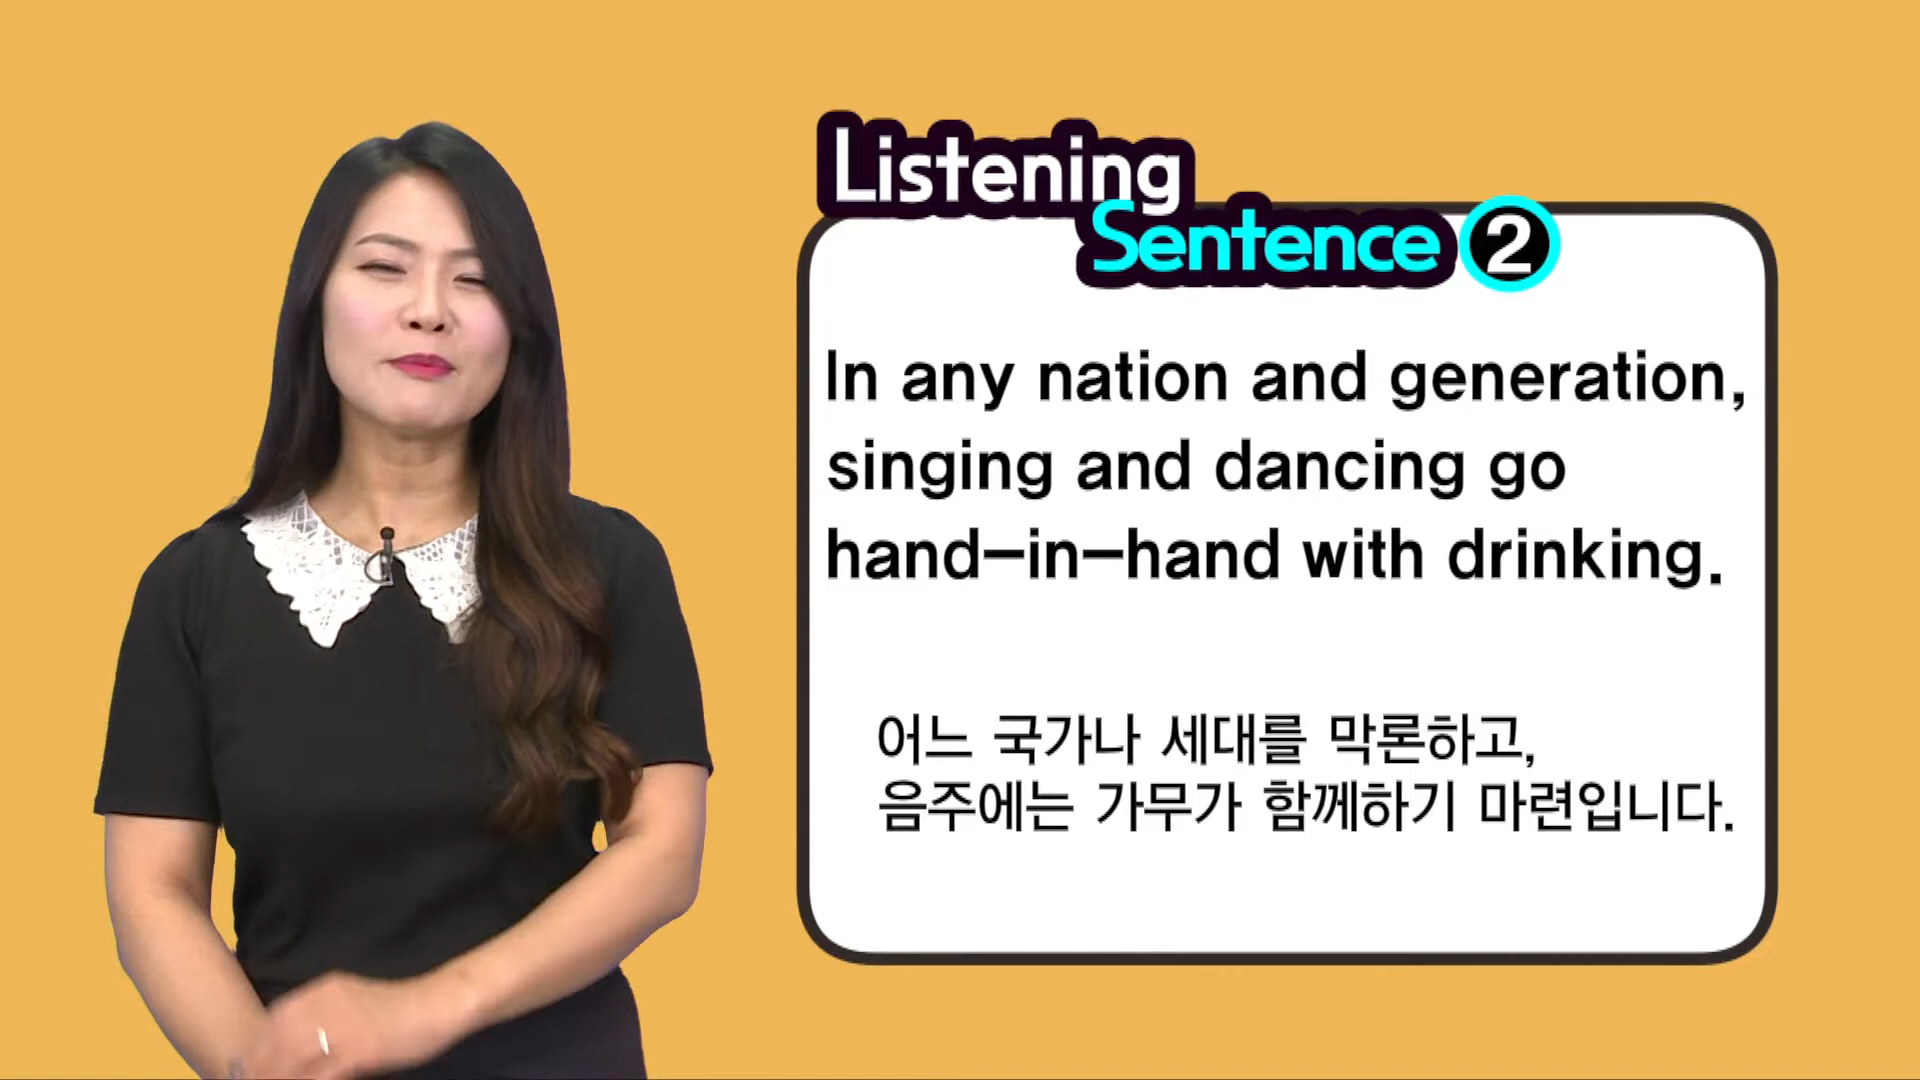 Listening
Sentence 2
In any nation and generation,
singing and dancing go
hand-in-hand with drinking.
어느 국가나 세대를 막론하고,
음주에는 가무가 함께하기 마련입니다.